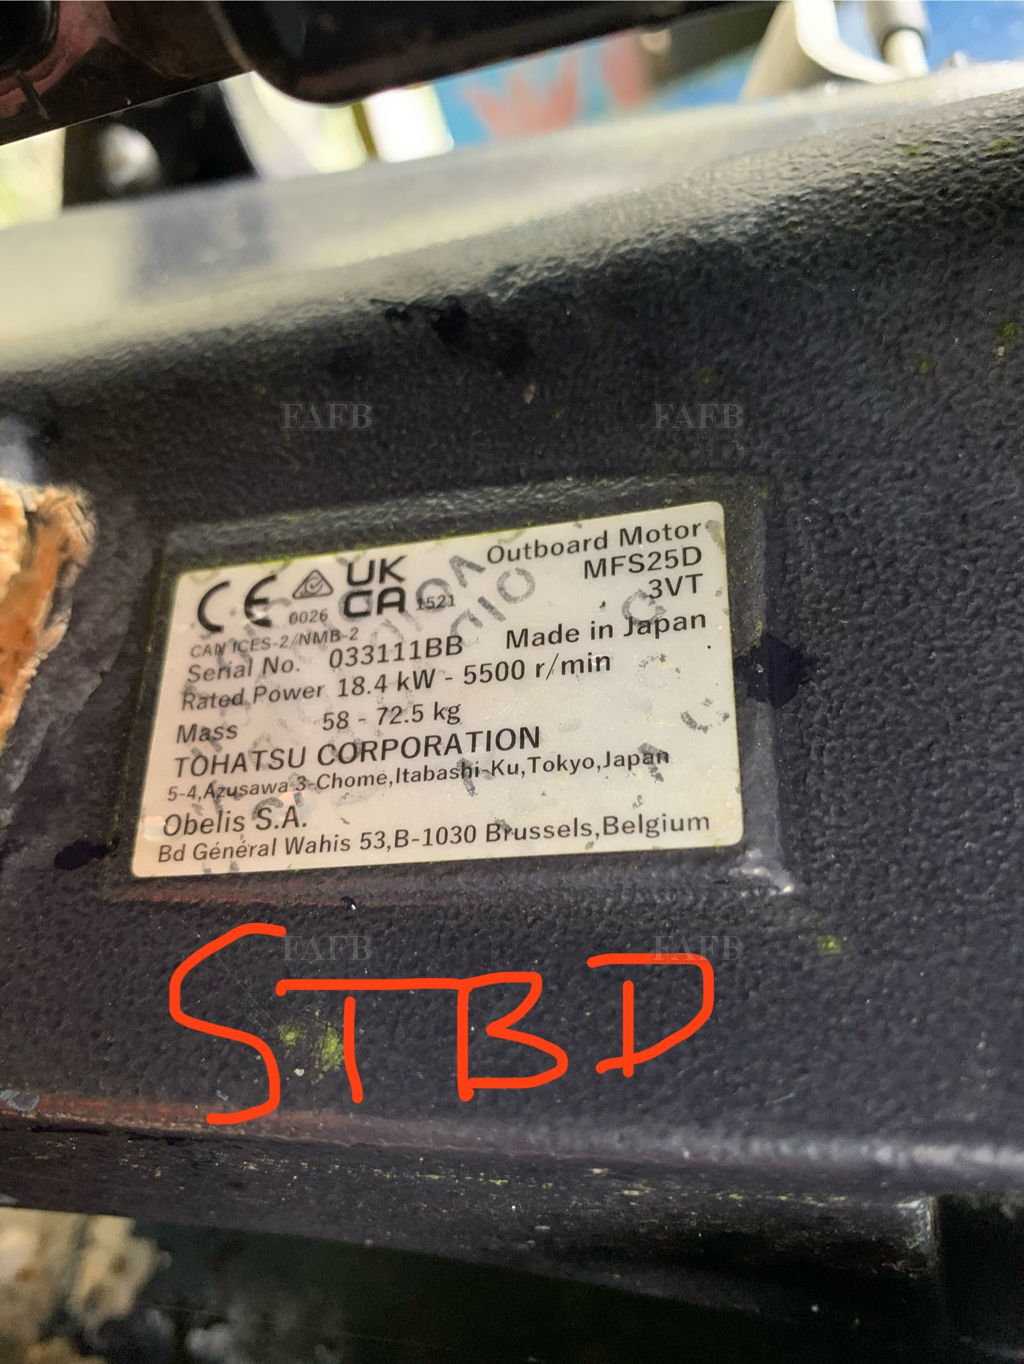 FAFB FAFB
Outboard Motor
MFS25D
3VT
CE 0026 UK CA 1521
CAN ICES-2/NMB-2
Serial No. 033111BB Made in Japan
Rated Power 18.4 kW - 5500 r/min
Mass 58 - 72.5 kg
TOHATSU CORPORATION
5-4,Azusawa 3-Chome,Itabashi-Ku,Tokyo,Japan
Obelis S.A.
Bd Général Wahis 53,B-1030 Brussels,Belgium
FAFB FAFB
STBD